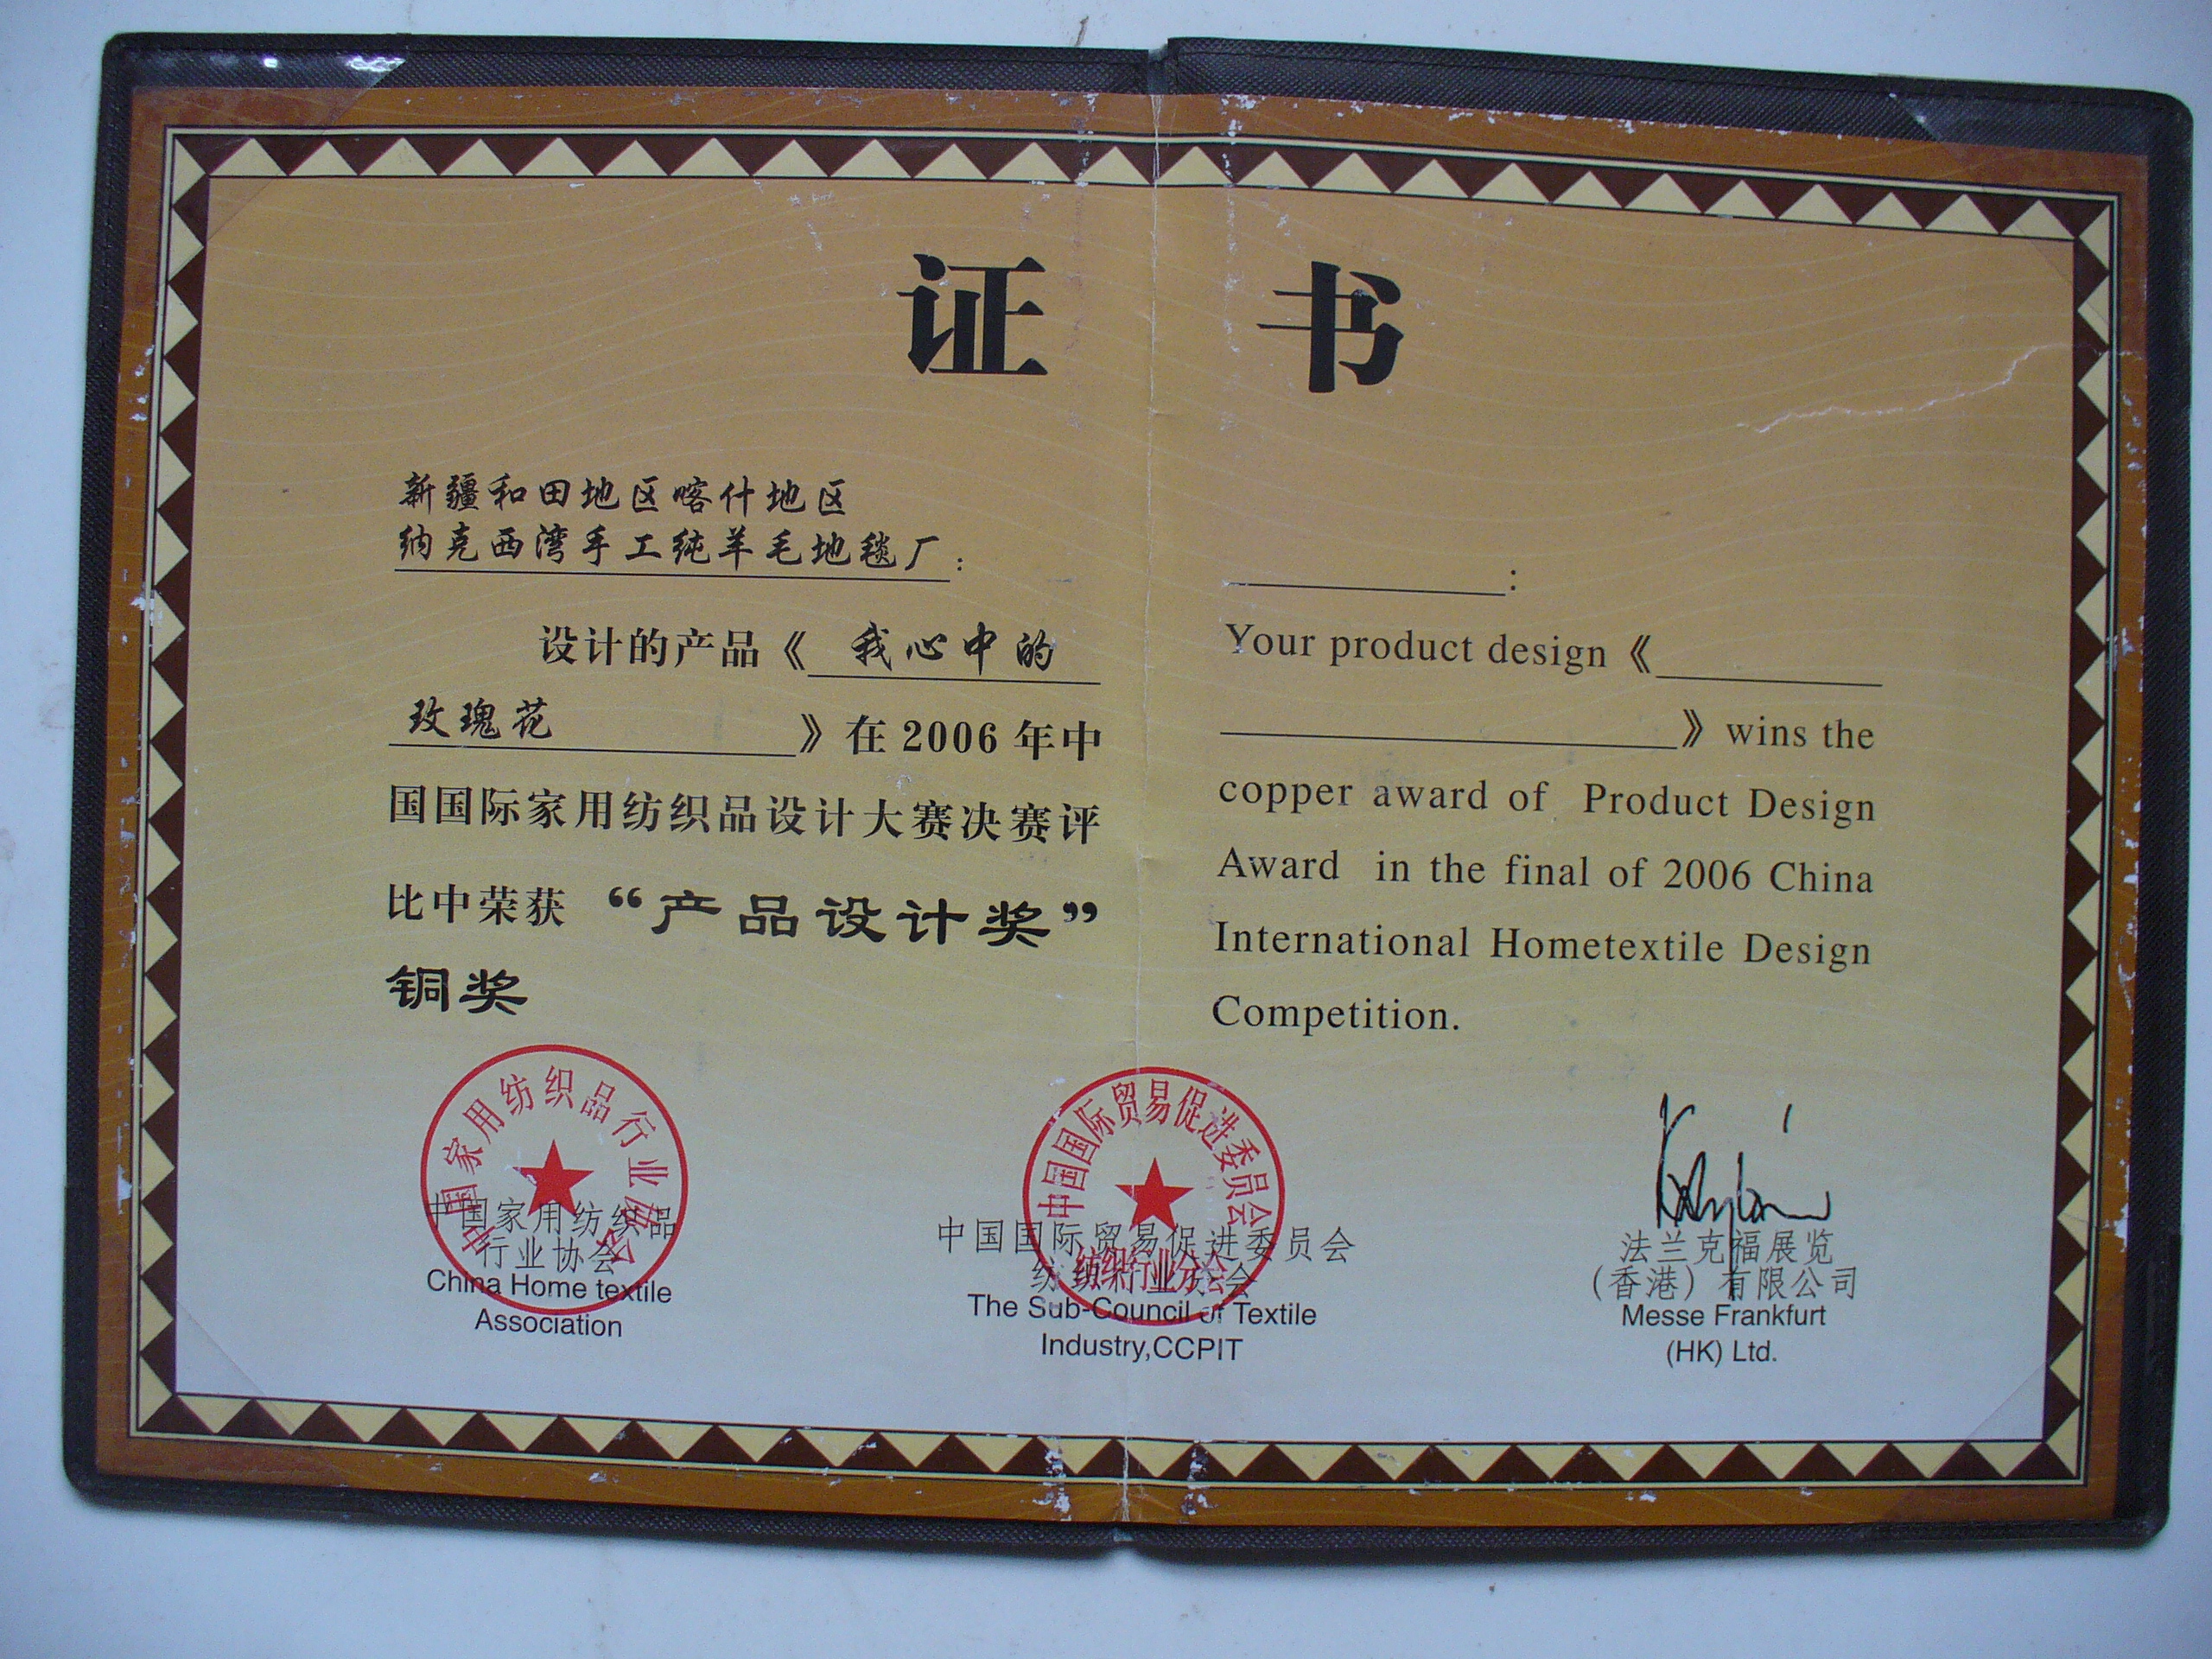 证 书
新疆和田地区喀什地区
纳克西湾手工纯羊毛地毯厂：
设计的产品《 我心中的
玫瑰花 》在 2006 年中
国国际家用纺织品设计大赛决赛评
比中荣获 “产品设计奖”
铜奖
:
Your product design《
》wins the
copper award of Product Design
Award in the final of 2006 China
International Hometextile Design
Competition.
中国家用纺织品行业协会
中国家用纺织品
行业协会
China Home textile
Association
中国国际贸易促进委员会
纺织行业分会
中国国际贸易促进委员会
纺织行业分会
The Sub-Council of Textile
Industry,CCPIT
法兰克福展览
（香港）有限公司
Messe Frankfurt
(HK) Ltd.